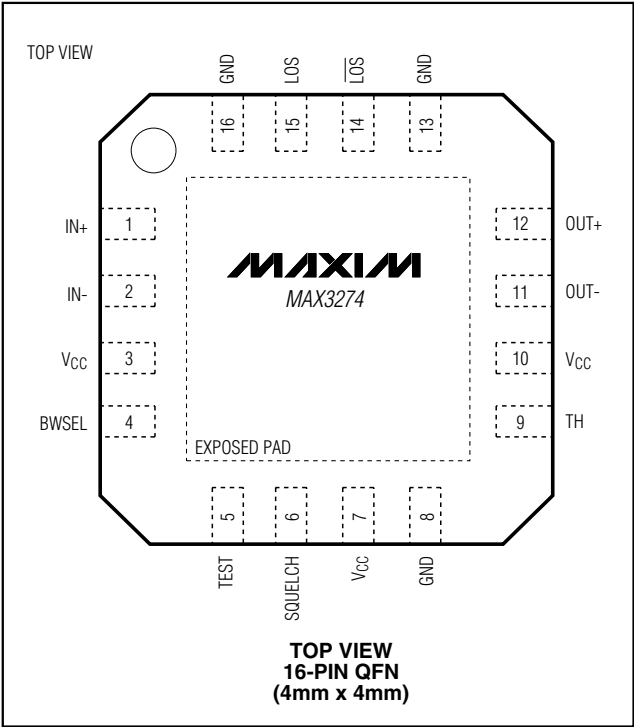 TOP VIEW
GND
LOS
L̅O̅S̅
GND
16
15
14
13
IN+ 1
IN- 2
VCC 3
BWSEL 4
12 OUT+
11 OUT-
10 VCC
9 TH
MAXIM
MAX3274
EXPOSED PAD
5
6
7
8
TEST
SQUELCH
VCC
GND
TOP VIEW
16-PIN QFN
(4mm x 4mm)